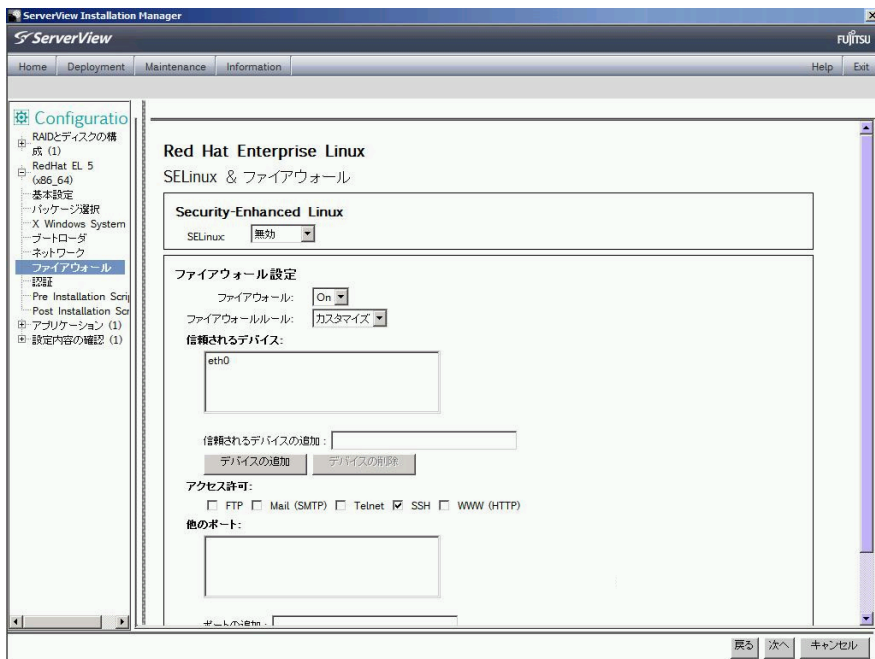 ServerView Installation Manager
ServerView
FUJITSU
Home Deployment Maintenance Information Help Exit
Configuratio
RAIDとディスクの構
成 (1)
RedHat EL 5
(x86_64)
基本設定
パッケージ選択
X Windows System
ブートローダ
ネットワーク
ファイアウォール
認証
Pre Installation Scrip
Post Installation Scr
アプリケーション (1)
設定内容の確認 (1)
Red Hat Enterprise Linux
SELinux & ファイアウォール
Security-Enhanced Linux
SELinux: 無効
ファイアウォール設定
ファイアウォール: On
ファイアウォールルール: カスタマイズ
信頼されるデバイス:
eth0
信頼されるデバイスの追加 :
デバイスの追加 デバイスの削除
アクセス許可:
FTP Mail (SMTP) Telnet SSH WWW (HTTP)
他のポート:
ポートの追加 :
戻る 次へ キャンセル